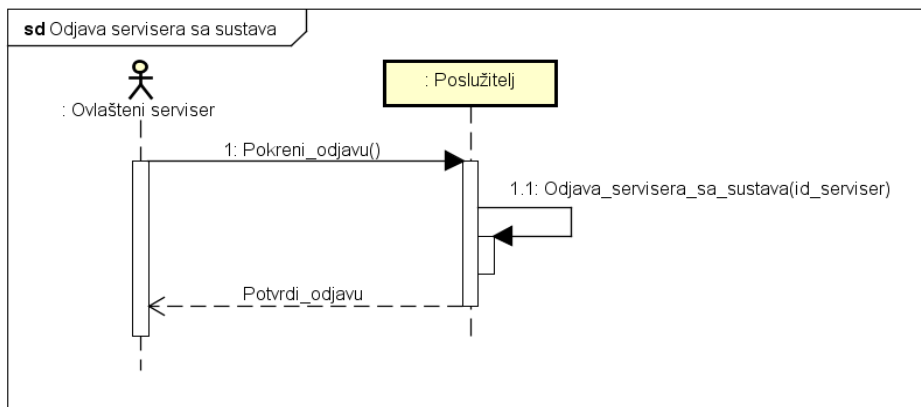 sd Odjava servisera sa sustava
: Ovlašteni serviser
: Poslužitelj
1: Pokreni_odjavu()
1.1: Odjava_servisera_sa_sustava(id_serviser)
Potvrdi_odjavu